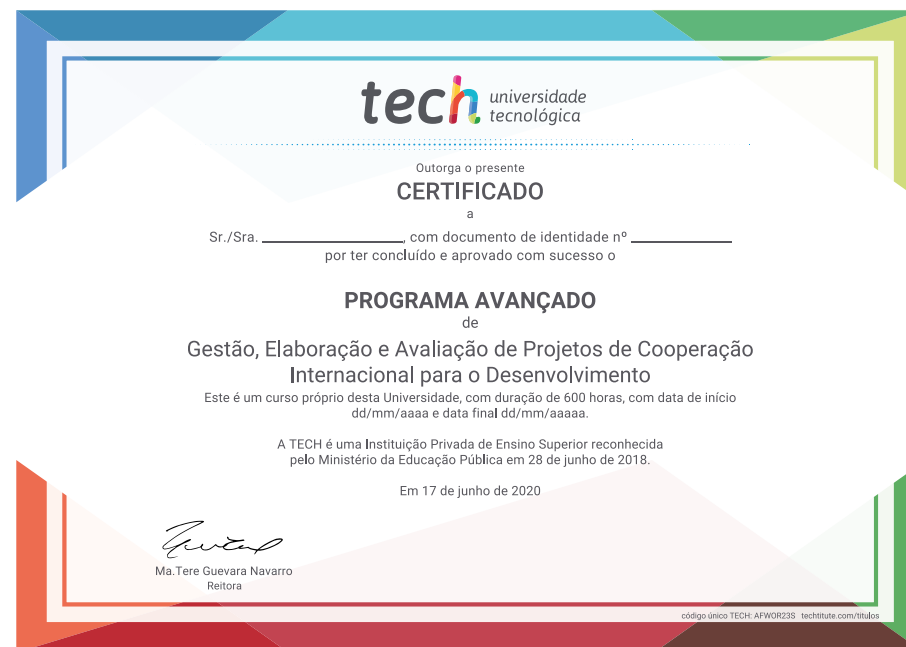 tech universidade
tecnológica
Outorga o presente
CERTIFICADO
a
Sr./Sra. ____________, com documento de identidade nº ____________
por ter concluído e aprovado com sucesso o
PROGRAMA AVANÇADO
de
Gestão, Elaboração e Avaliação de Projetos de Cooperação
Internacional para o Desenvolvimento
Este é um curso próprio desta Universidade, com duração de 600 horas, com data de início
dd/mm/aaaa e data final dd/mm/aaaaa.
A TECH é uma Instituição Privada de Ensino Superior reconhecida
pelo Ministério da Educação Pública em 28 de junho de 2018.
Em 17 de junho de 2020
Ma.Tere Guevara Navarro
Reitora
código único TECH: AFWOR23S techtitute.com/titulos